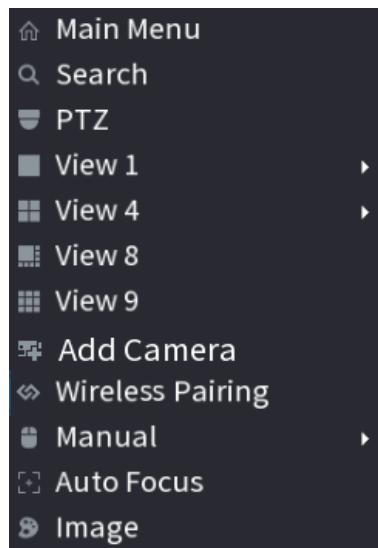 Main Menu
Search
PTZ
View 1
View 4
View 8
View 9
Add Camera
Wireless Pairing
Manual
Auto Focus
Image